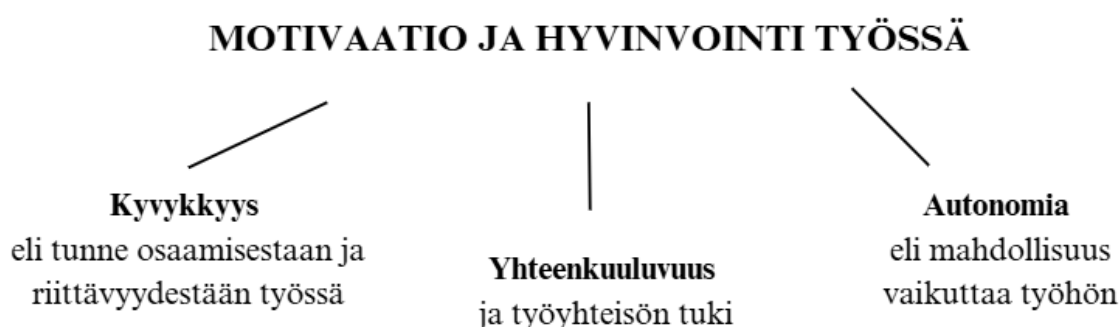 MOTIVAATIO JA HYVINVOINTI TYÖSSÄ
Kyvykkyys
eli tunne osaamisestaan ja
riittävyydestään työssä
Yhteenkuuluvuus
ja työyhteisön tuki
Autonomia
eli mahdollisuus
vaikuttaa työhön